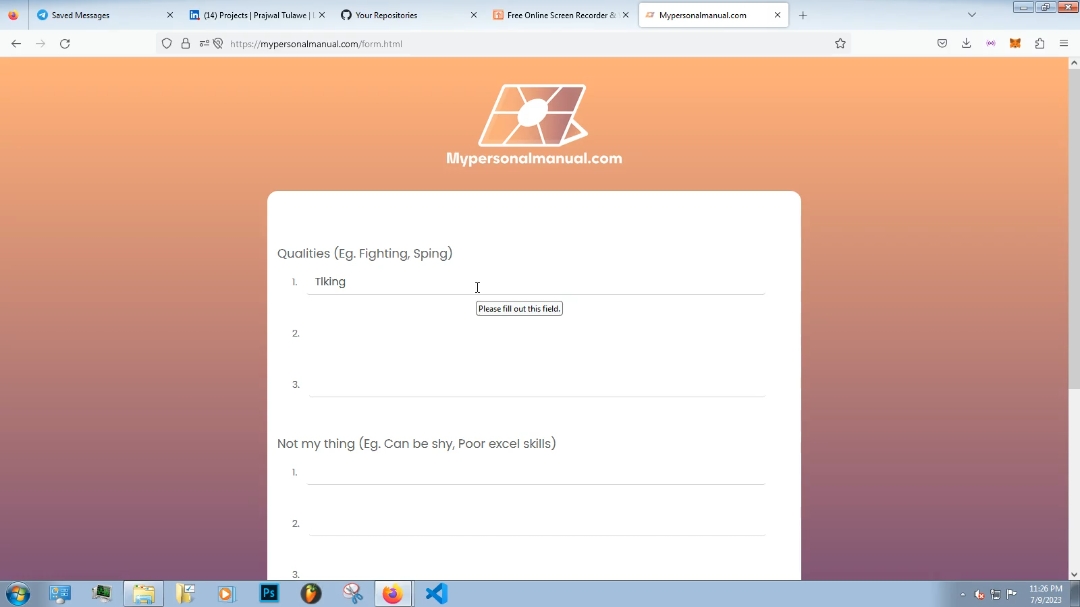 Saved Messages
(14) Projects | Prajwal Tulawe | L
Your Repositories
Free Online Screen Recorder &
Mypersonalmanual.com
https://mypersonalmanual.com/form.html
Mypersonalmanual.com
Qualities (Eg. Fighting, Sping)
1. Tlking
Please fill out this field.
2.
3.
Not my thing (Eg. Can be shy, Poor excel skills)
1.
2.
3.
Ps
11:26 PM
7/9/2023